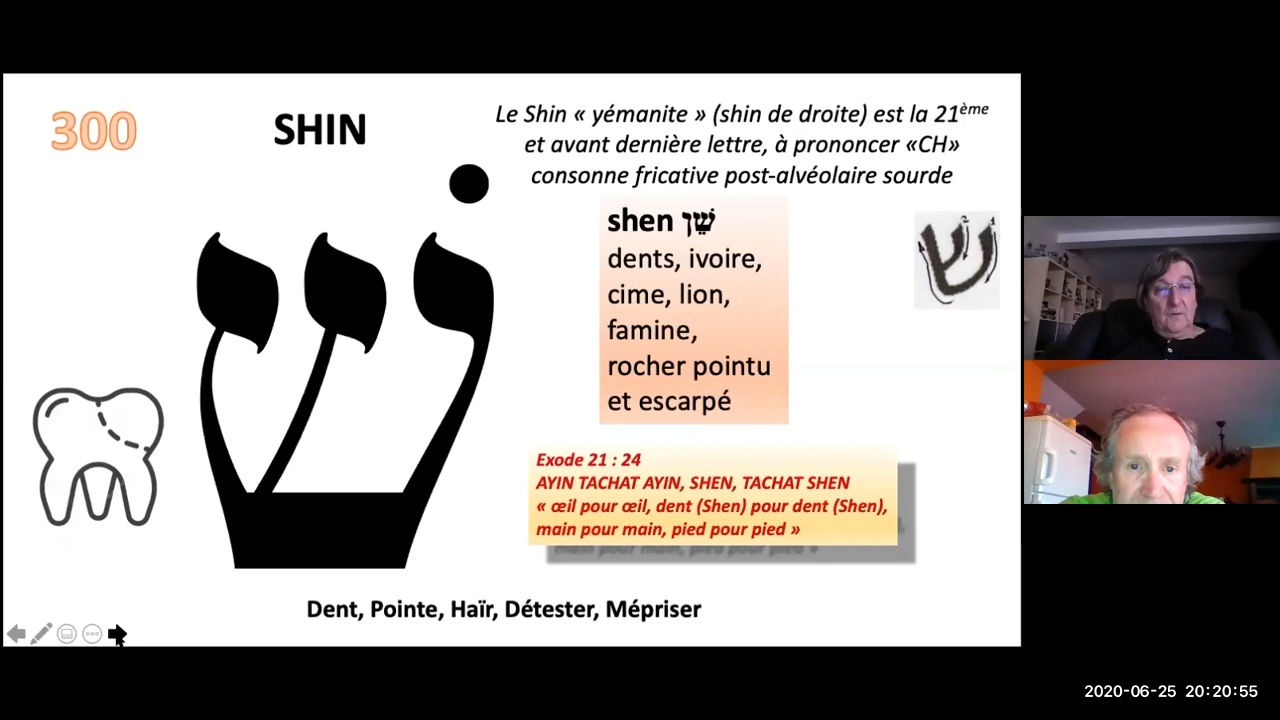 300
SHIN
Le Shin « yémanite » (shin de droite) est la 21ème
et avant dernière lettre, à prononcer «CH»
consonne fricative post-alvéolaire sourde
שׁ
shen שֵׁן
dents, ivoire,
cime, lion,
famine,
rocher pointu
et escarpé
ש
2 1
Exode 21 : 24
AYIN TACHAT AYIN, SHEN, TACHAT SHEN
« œil pour œil, dent (Shen) pour dent (Shen),
main pour main, pied pour pied »
Dent, Pointe, Haïr, Détester, Mépriser
2020-06-25 20:20:55